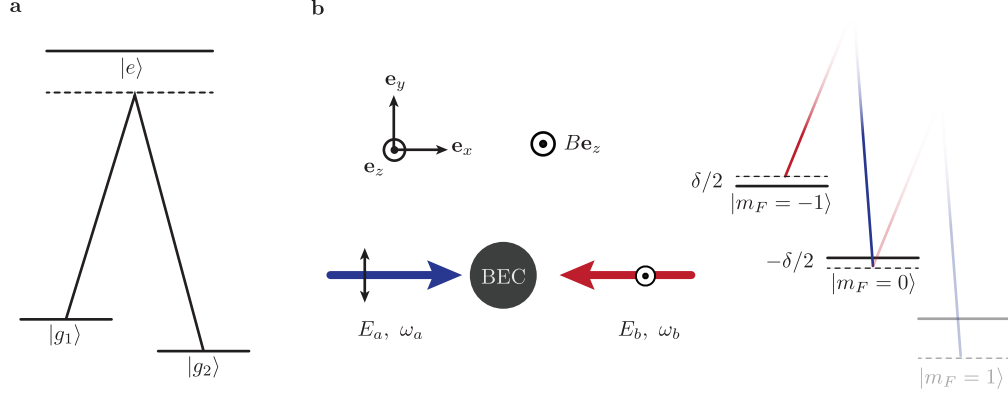 a
|e⟩
|g₁⟩
|g₂⟩
b
e_y
e_x
e_z
Be_z
BEC
E_a, ω_a
E_b, ω_b
δ/2
|m_F = −1⟩
−δ/2
|m_F = 0⟩
|m_F = 1⟩